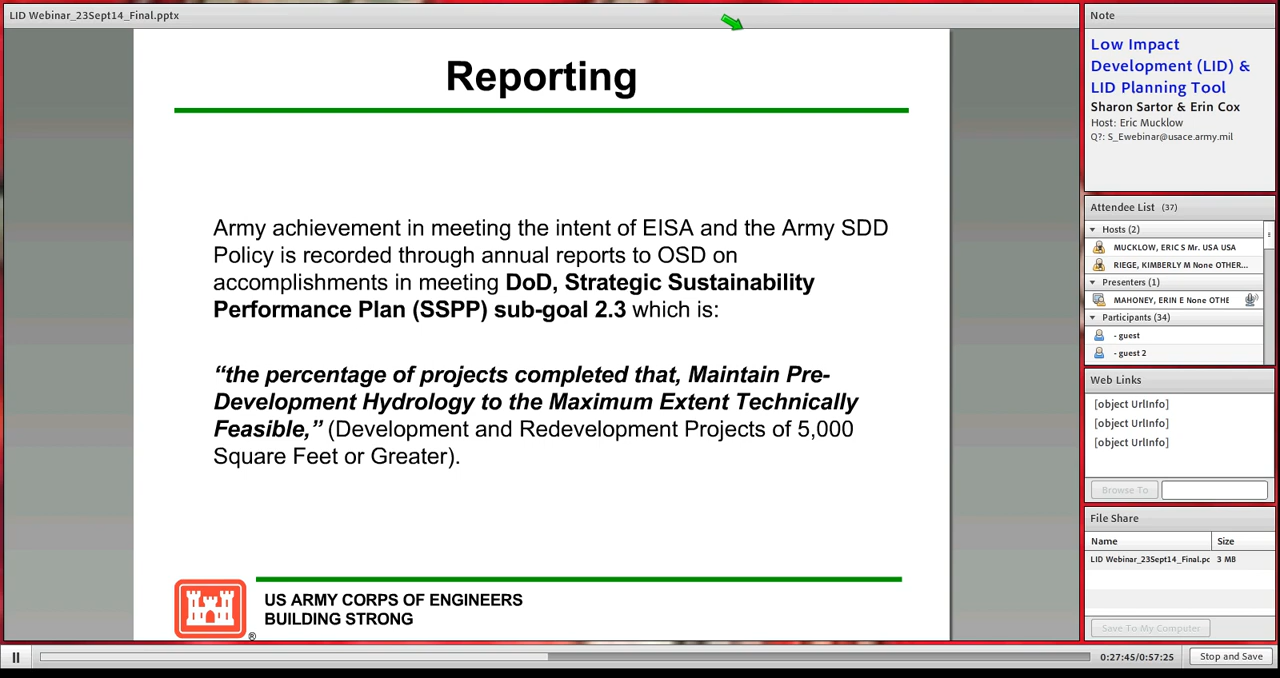 LID Webinar_23Sept14_Final.pptx
Reporting
Army achievement in meeting the intent of EISA and the Army SDD
Policy is recorded through annual reports to OSD on
accomplishments in meeting DoD, Strategic Sustainability
Performance Plan (SSPP) sub-goal 2.3 which is:
“the percentage of projects completed that, Maintain Pre-
Development Hydrology to the Maximum Extent Technically
Feasible,” (Development and Redevelopment Projects of 5,000
Square Feet or Greater).
®
US ARMY CORPS OF ENGINEERS
BUILDING STRONG
Note
Low Impact
Development (LID) &
LID Planning Tool
Sharon Sartor & Erin Cox
Host: Eric Mucklow
Q?: S_Ewebinar@usace.army.mil
Attendee List (37)
Hosts (2)
MUCKLOW, ERIC S Mr. USA USA
RIEGE, KIMBERLY M None OTHER...
Presenters (1)
MAHONEY, ERIN E None OTHE
Participants (34)
- guest
- guest 2
Web Links
[object UrlInfo]
[object UrlInfo]
[object UrlInfo]
Browse To
File Share
Name Size
LID Webinar_23Sept14_Final.pc 3 MB
Save To My Computer
0:27:45/0:57:25
Stop and Save